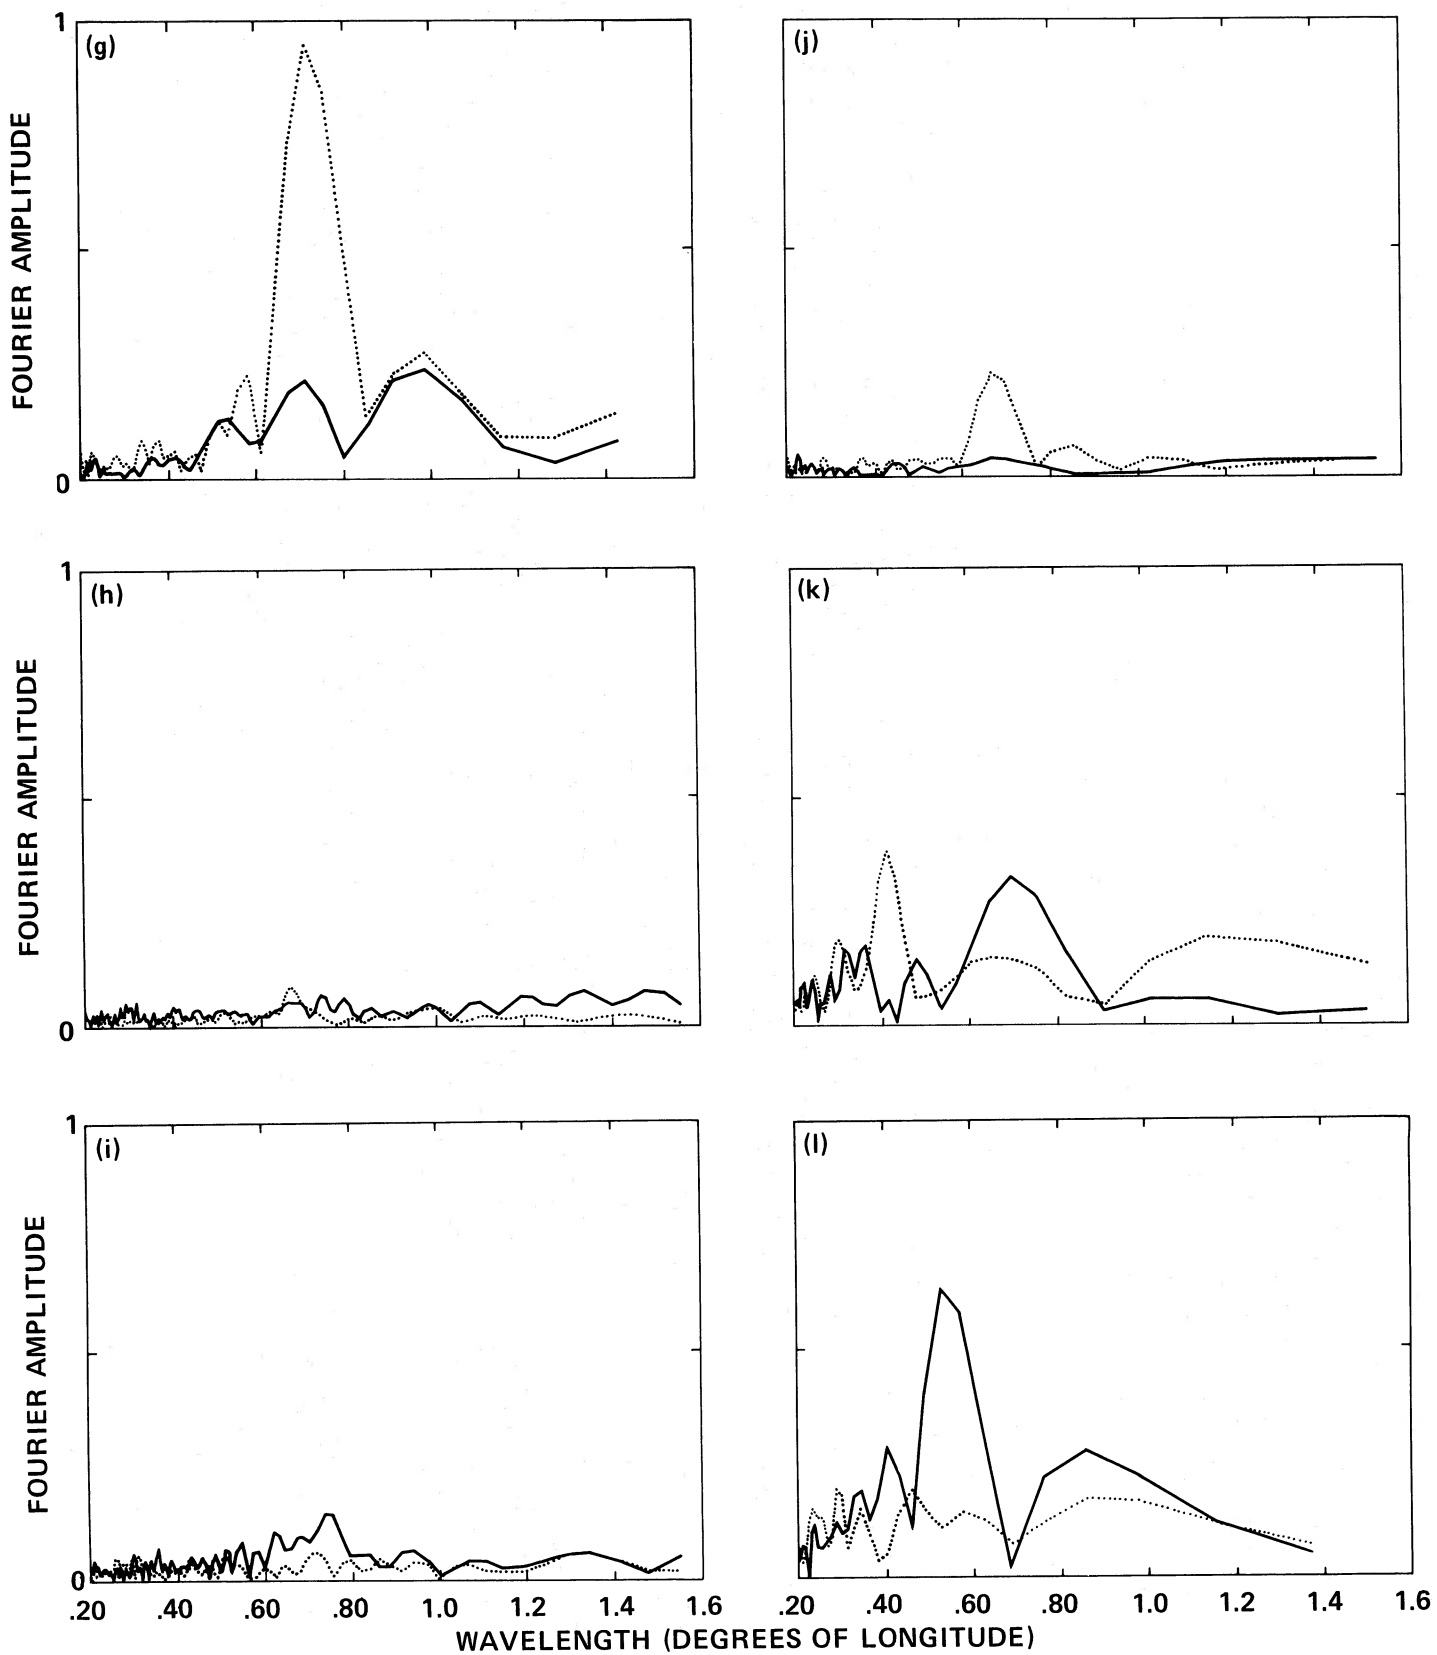 1
(g)
FOURIER AMPLITUDE
0
(j)
1
(h)
FOURIER AMPLITUDE
0
(k)
1
(i)
FOURIER AMPLITUDE
0
(l)
.20 .40 .60 .80 1.0 1.2 1.4 1.6
.20 .40 .60 .80 1.0 1.2 1.4 1.6
WAVELENGTH (DEGREES OF LONGITUDE)